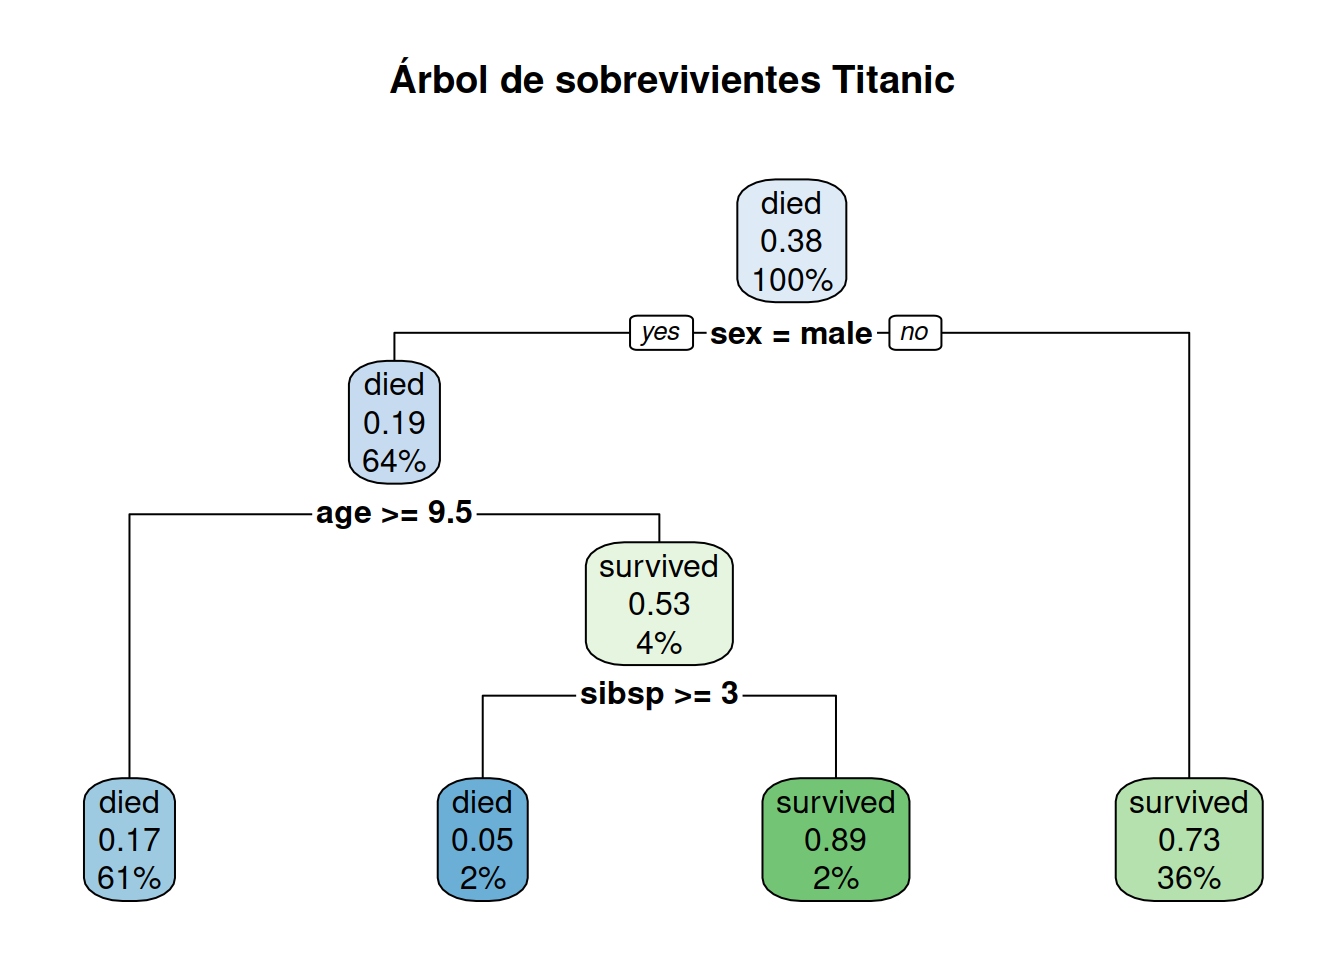 Árbol de sobrevivientes Titanic
died
0.38
100%
yes sex = male no
died
0.19
64%
age >= 9.5
survived
0.53
4%
sibsp >= 3
died
0.17
61%
died
0.05
2%
survived
0.89
2%
survived
0.73
36%